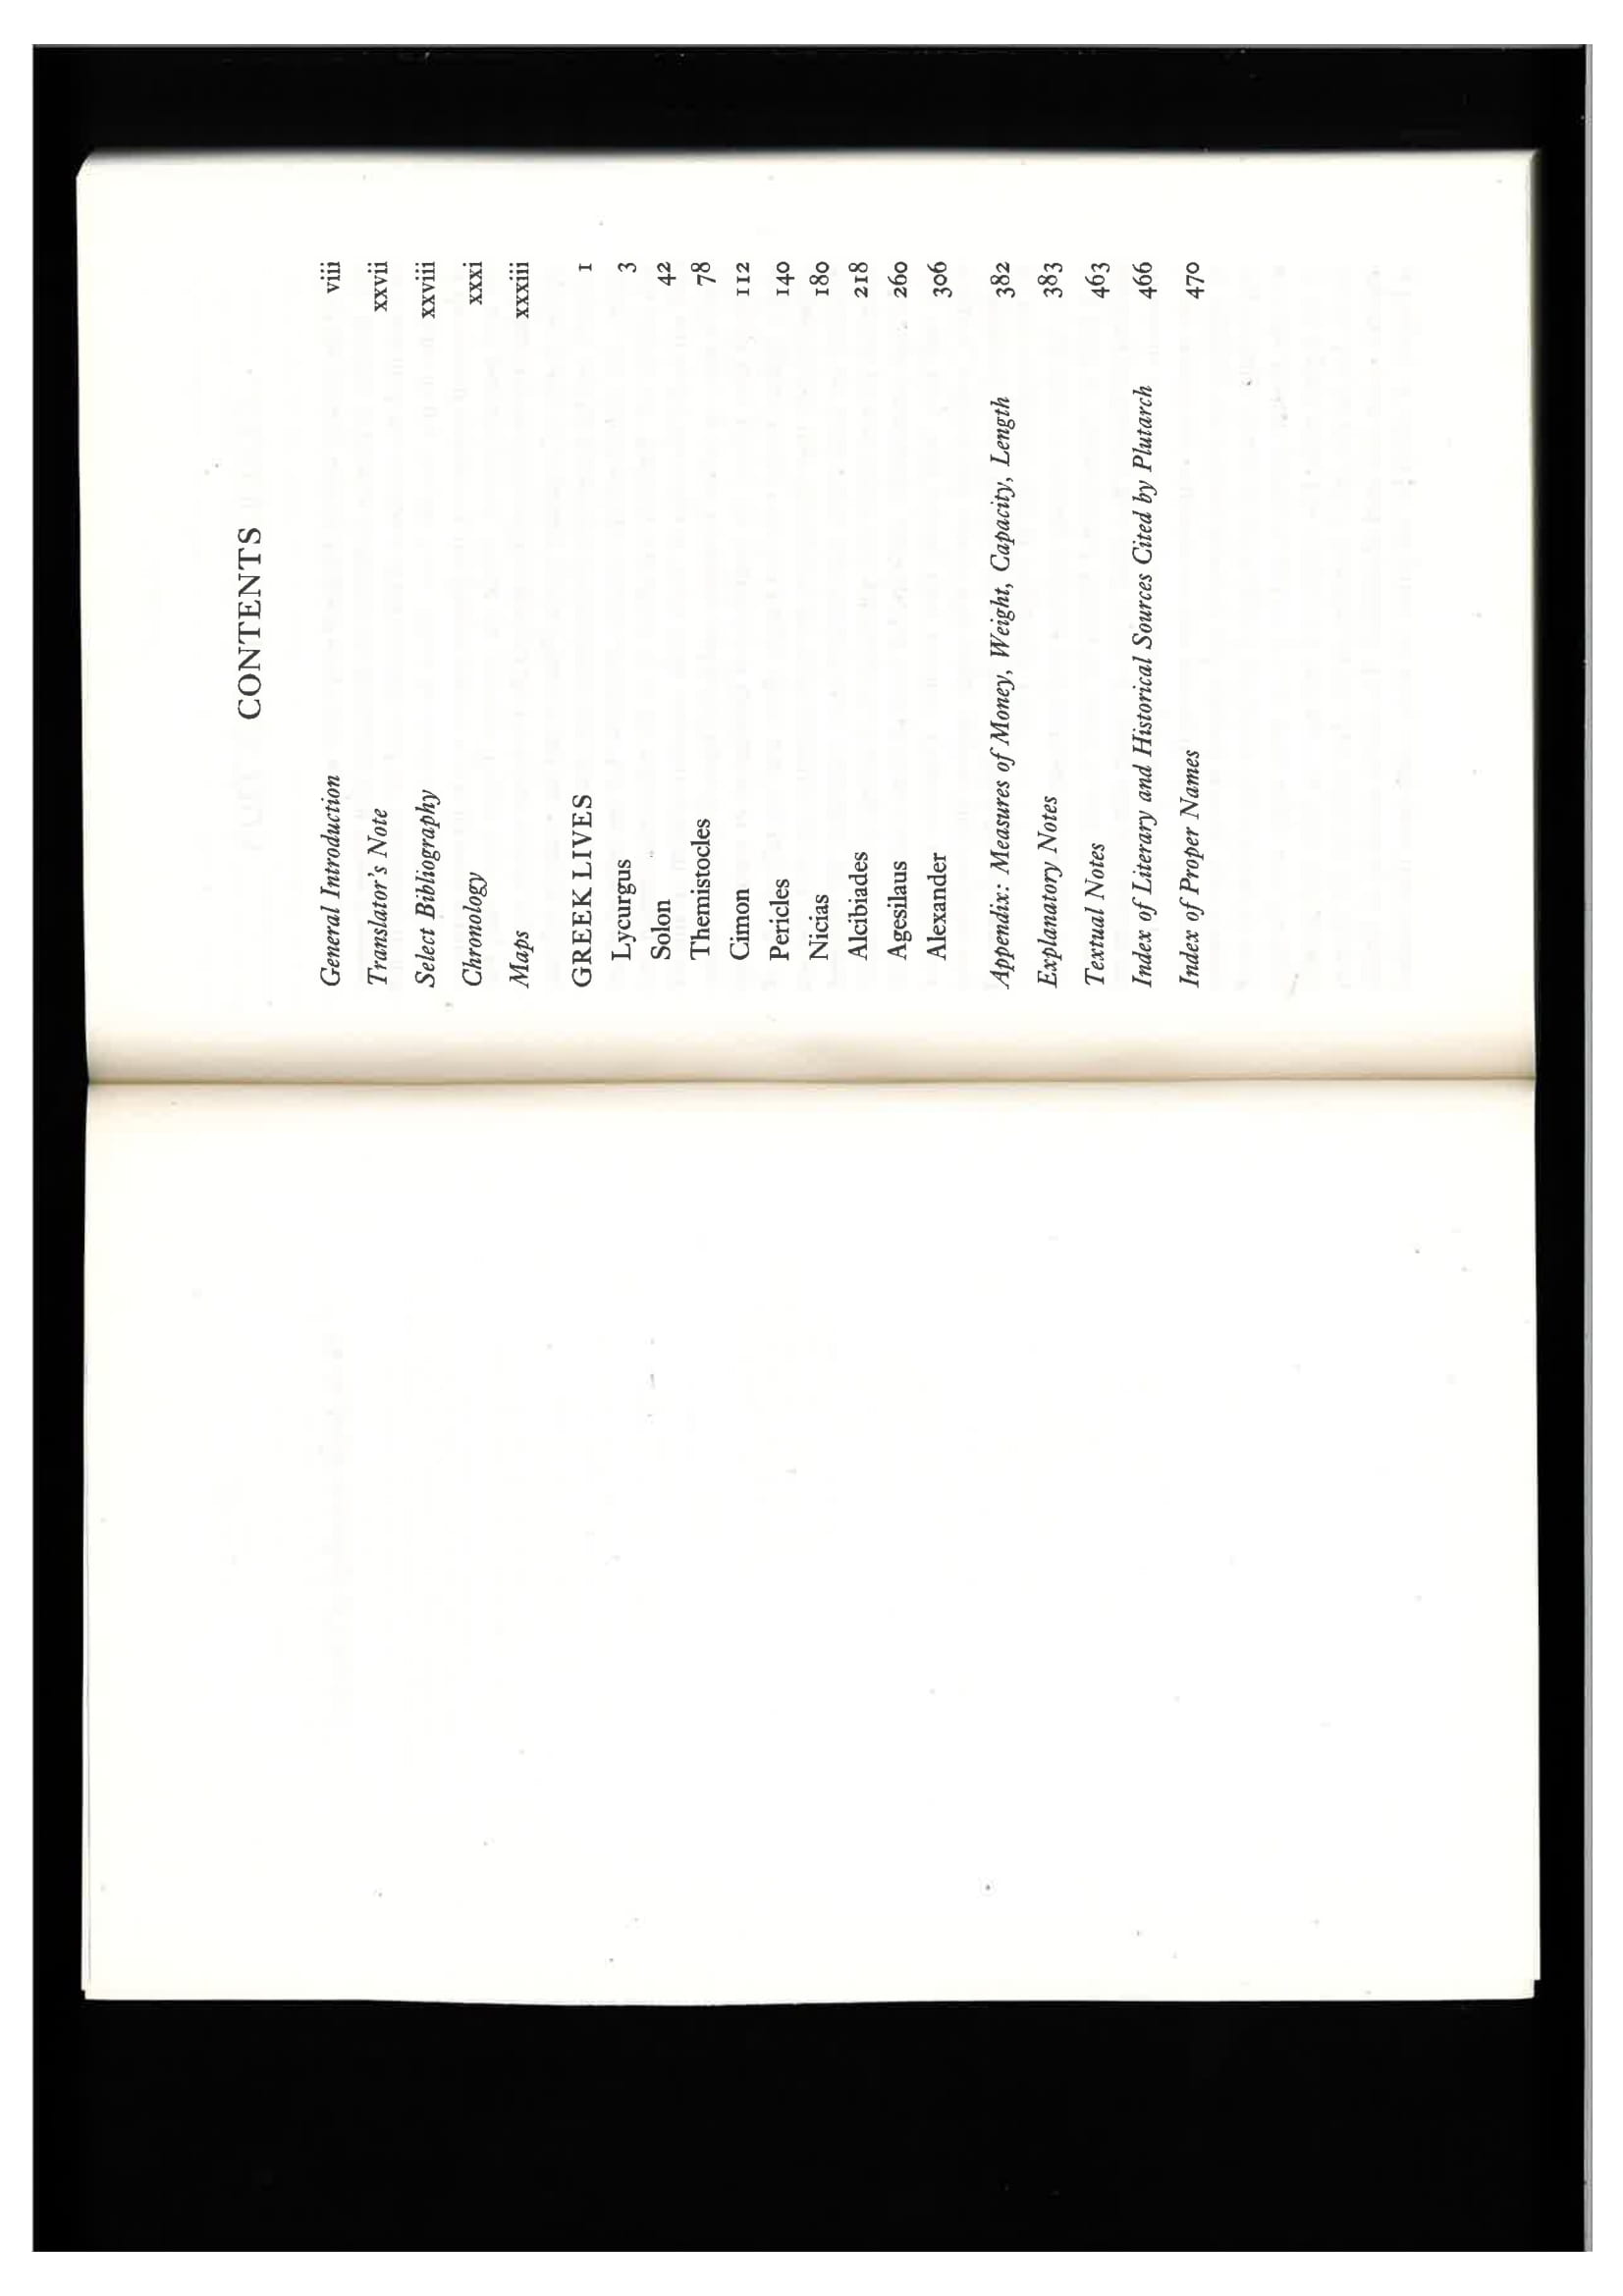 CONTENTS
General Introduction viii
Translator's Note xxvii
Select Bibliography xxviii
Chronology xxxi
Maps xxxiii
GREEK LIVES 1
Lycurgus 3
Solon 42
Themistocles 78
Cimon 112
Pericles 140
Nicias 180
Alcibiades 218
Agesilaus 260
Alexander 306
Appendix: Measures of Money, Weight, Capacity, Length 382
Explanatory Notes 383
Textual Notes 463
Index of Literary and Historical Sources Cited by Plutarch 466
Index of Proper Names 470